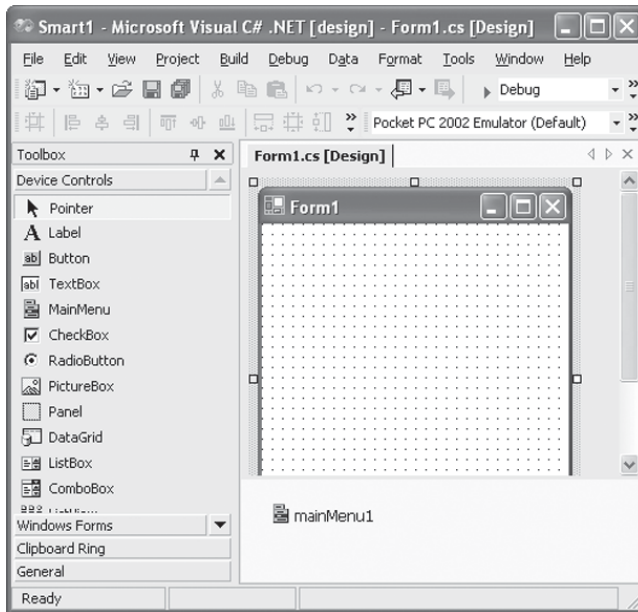 Smart1 - Microsoft Visual C# .NET [design] - Form1.cs [Design]
File Edit View Project Build Debug Data Format Tools Window Help
Debug
Pocket PC 2002 Emulator (Default)
Toolbox
Form1.cs [Design]
Device Controls
Form1
Pointer
A Label
ab Button
abl TextBox
MainMenu
CheckBox
RadioButton
PictureBox
Panel
DataGrid
ListBox
ComboBox
Windows Forms
mainMenu1
Clipboard Ring
General
Ready